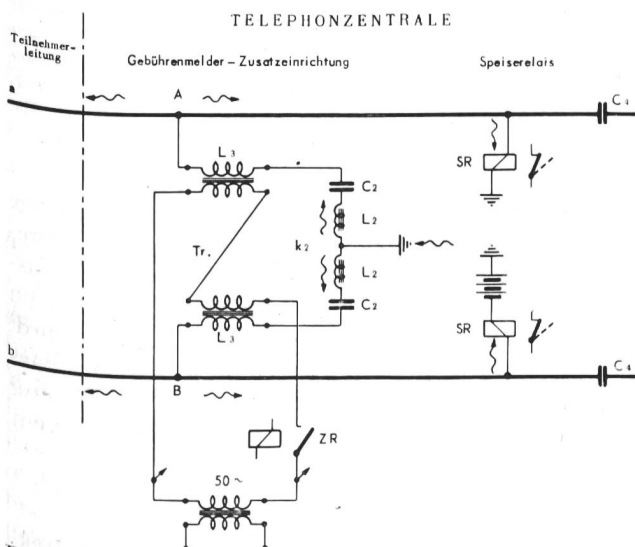 TELEPHONZENTRALE
Teilnehmer-
leitung
Gebührenmelder – Zusatzeinrichtung
Speiserelais
a
A
C4
L3
SR
C2
L2
Tr.
k2
L2
C2
L3
SR
b
B
C4
ZR
50 ~